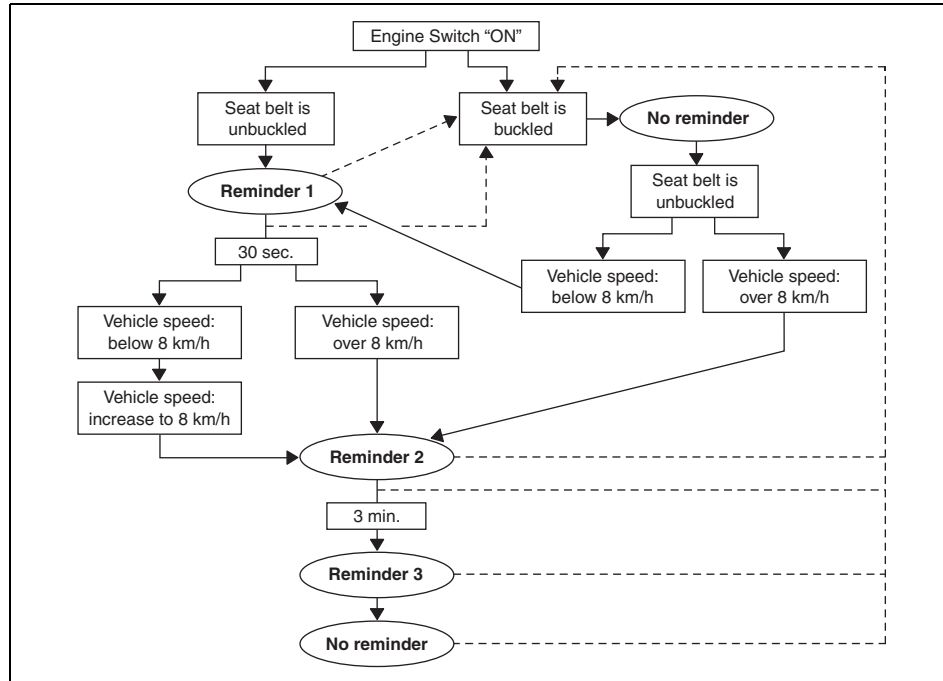 Engine Switch “ON”
Seat belt is
unbuckled
Seat belt is
buckled
No reminder
Reminder 1
Seat belt is
unbuckled
30 sec.
Vehicle speed:
below 8 km/h
Vehicle speed:
over 8 km/h
Vehicle speed:
below 8 km/h
Vehicle speed:
over 8 km/h
Vehicle speed:
increase to 8 km/h
Reminder 2
3 min.
Reminder 3
No reminder